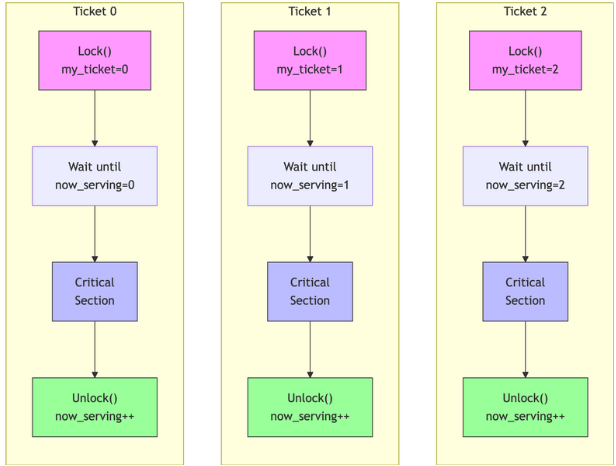 Ticket 0
Lock()
my_ticket=0
Wait until
now_serving=0
Critical
Section
Unlock()
now_serving++
Ticket 1
Lock()
my_ticket=1
Wait until
now_serving=1
Critical
Section
Unlock()
now_serving++
Ticket 2
Lock()
my_ticket=2
Wait until
now_serving=2
Critical
Section
Unlock()
now_serving++